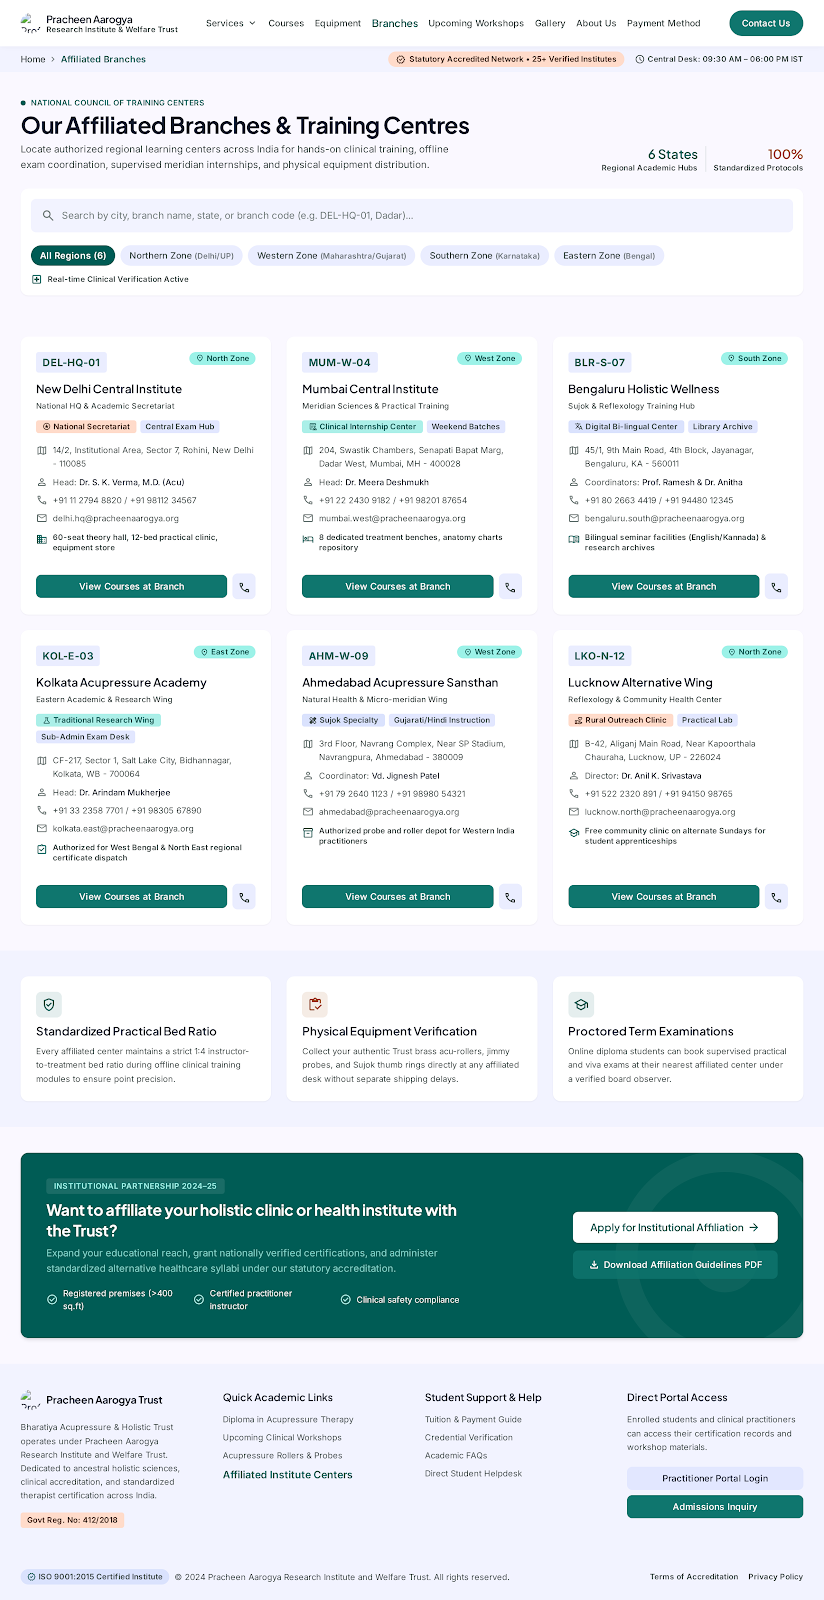 Pracheen Aarogya
Research Institute & Welfare Trust
Services
Courses
Equipment
Branches
Upcoming Workshops
Gallery
About Us
Payment Method
Contact Us
Home > Affiliated Branches
Statutory Accredited Network • 25+ Verified Institutes
Central Desk: 09:30 AM – 06:00 PM IST
NATIONAL COUNCIL OF TRAINING CENTERS
Our Affiliated Branches & Training Centres
Locate authorized regional learning centers across India for hands-on clinical training, offline
exam coordination, supervised meridian internships, and physical equipment distribution.
6 States
Regional Academic Hubs
100%
Standardized Protocols
Search by city, branch name, state, or branch code (e.g. DEL-HQ-01, Dadar)...
All Regions (6)
Northern Zone (Delhi/UP)
Western Zone (Maharashtra/Gujarat)
Southern Zone (Karnataka)
Eastern Zone (Bengal)
Real-time Clinical Verification Active
DEL-HQ-01
North Zone
New Delhi Central Institute
National HQ & Academic Secretariat
National Secretariat
Central Exam Hub
14/2, Institutional Area, Sector 7, Rohini, New Delhi
- 110085
Head: Dr. S. K. Verma, M.D. (Acu)
+91 11 2794 8820 / +91 98112 34567
delhi.hq@pracheenaarogya.org
60-seat theory hall, 12-bed practical clinic,
equipment store
View Courses at Branch
MUM-W-04
West Zone
Mumbai Central Institute
Meridian Sciences & Practical Training
Clinical Internship Center
Weekend Batches
204, Swastik Chambers, Senapati Bapat Marg,
Dadar West, Mumbai, MH - 400028
Head: Dr. Meera Deshmukh
+91 22 2430 9182 / +91 98201 87654
mumbai.west@pracheenaarogya.org
8 dedicated treatment benches, anatomy charts
repository
View Courses at Branch
BLR-S-07
South Zone
Bengaluru Holistic Wellness
Sujok & Reflexology Training Hub
Digital Bi-lingual Center
Library Archive
45/1, 9th Main Road, 4th Block, Jayanagar,
Bengaluru, KA - 560011
Coordinators: Prof. Ramesh & Dr. Anitha
+91 80 2663 4419 / +91 94480 12345
bengaluru.south@pracheenaarogya.org
Bilingual seminar facilities (English/Kannada) &
research archives
View Courses at Branch
KOL-E-03
East Zone
Kolkata Acupressure Academy
Eastern Academic & Research Wing
Traditional Research Wing
Sub-Admin Exam Desk
CF-217, Sector 1, Salt Lake City, Bidhannagar,
Kolkata, WB - 700064
Head: Dr. Arindam Mukherjee
+91 33 2358 7701 / +91 98305 67890
kolkata.east@pracheenaarogya.org
Authorized for West Bengal & North East regional
certificate dispatch
View Courses at Branch
AHM-W-09
West Zone
Ahmedabad Acupressure Sansthan
Natural Health & Micro-meridian Wing
Sujok Specialty
Gujarati/Hindi Instruction
3rd Floor, Navrang Complex, Near SP Stadium,
Navrangpura, Ahmedabad - 380009
Coordinator: Vd. Jignesh Patel
+91 79 2640 1123 / +91 98980 54321
ahmedabad@pracheenaarogya.org
Authorized probe and roller depot for Western India
practitioners
View Courses at Branch
LKO-N-12
North Zone
Lucknow Alternative Wing
Reflexology & Community Health Center
Rural Outreach Clinic
Practical Lab
B-42, Aliganj Main Road, Near Kapoorthala
Chauraha, Lucknow, UP - 226024
Director: Dr. Anil K. Srivastava
+91 522 2320 891 / +91 94150 98765
lucknow.north@pracheenaarogya.org
Free community clinic on alternate Sundays for
student apprenticeships
View Courses at Branch
Standardized Practical Bed Ratio
Every affiliated center maintains a strict 1:4 instructor-
to-treatment bed ratio during offline clinical training
modules to ensure point precision.
Physical Equipment Verification
Collect your authentic Trust brass acu-rollers, jimmy
probes, and Sujok thumb rings directly at any affiliated
desk without separate shipping delays.
Proctored Term Examinations
Online diploma students can book supervised practical
and viva exams at their nearest affiliated center under
a verified board observer.
INSTITUTIONAL PARTNERSHIP 2024–25
Want to affiliate your holistic clinic or health institute with
the Trust?
Expand your educational reach, grant nationally verified certifications, and administer
standardized alternative healthcare syllabi under our statutory accreditation.
Registered premises (>400
sq.ft)
Certified practitioner
instructor
Clinical safety compliance
Apply for Institutional Affiliation →
Download Affiliation Guidelines PDF
Pracheen Aarogya Trust
Bharatiya Acupressure & Holistic Trust
operates under Pracheen Aarogya
Research Institute and Welfare Trust.
Dedicated to ancestral holistic sciences,
clinical accreditation, and standardized
therapist certification across India.
Govt Reg. No: 412/2018
Quick Academic Links
Diploma in Acupressure Therapy
Upcoming Clinical Workshops
Acupressure Rollers & Probes
Affiliated Institute Centers
Student Support & Help
Tuition & Payment Guide
Credential Verification
Academic FAQs
Direct Student Helpdesk
Direct Portal Access
Enrolled students and clinical practitioners
can access their certification records and
workshop materials.
Practitioner Portal Login
Admissions Inquiry
ISO 9001:2015 Certified Institute
© 2024 Pracheen Aarogya Research Institute and Welfare Trust. All rights reserved.
Terms of Accreditation
Privacy Policy